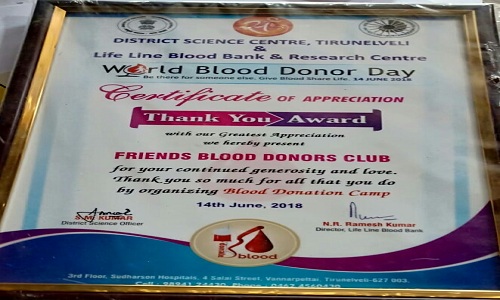 DISTRICT SCIENCE CENTRE, TIRUNELVELI
&
Life Line Blood Bank & Research Centre
World Blood Donor Day
Be there for someone else. Give Blood Share Life. 14 JUNE 2018
Certificate OF APPRECIATION
Thank You Award
with our Greatest Appreciation
we hereby present
FRIENDS BLOOD DONORS CLUB
for your continued generosity and love.
Thank you so much for all that you do
by organizing Blood Donation Camp
14th June, 2018
S.M. KUMAR
District Science Officer
N.R. Ramesh Kumar
Director, Life Line Blood Bank
blood
3rd Floor, Sudharson Hospitals, 4 Salai Street, Vannarpettai, Tirunelveli-627 003.